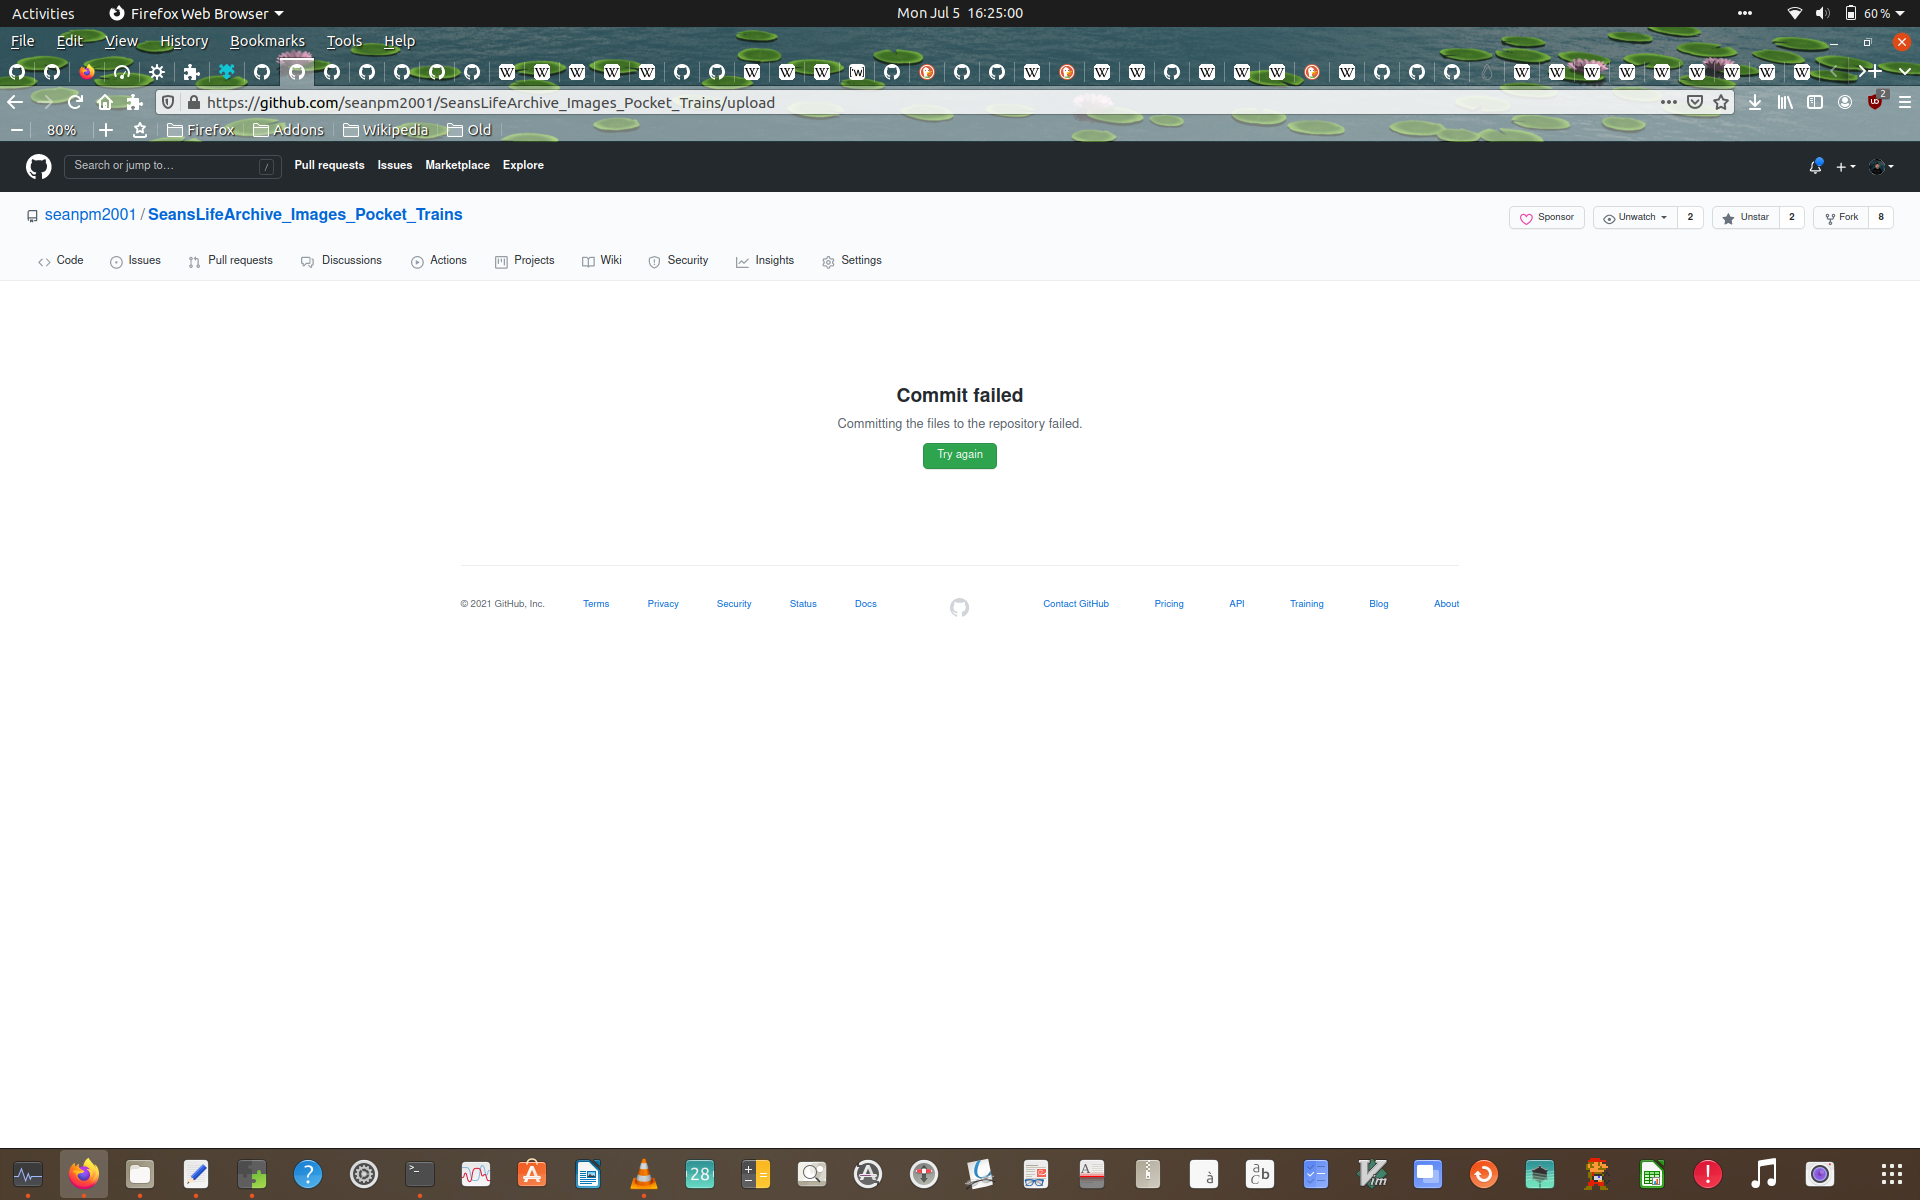 Activities
Firefox Web Browser
Mon Jul 5 16:25:00
60 %
File Edit View History Bookmarks Tools Help
https://github.com/seanpm2001/SeansLifeArchive_Images_Pocket_Trains/upload
2
80%
Firefox
Addons
Wikipedia
Old
Search or jump to…
/
Pull requests
Issues
Marketplace
Explore
seanpm2001 / SeansLifeArchive_Images_Pocket_Trains
Sponsor
Unwatch 2
Unstar 2
Fork 8
Code
Issues
Pull requests
Discussions
Actions
Projects
Wiki
Security
Insights
Settings
Commit failed
Committing the files to the repository failed.
Try again
© 2021 GitHub, Inc. Terms Privacy Security Status Docs Contact GitHub Pricing API Training Blog About
28